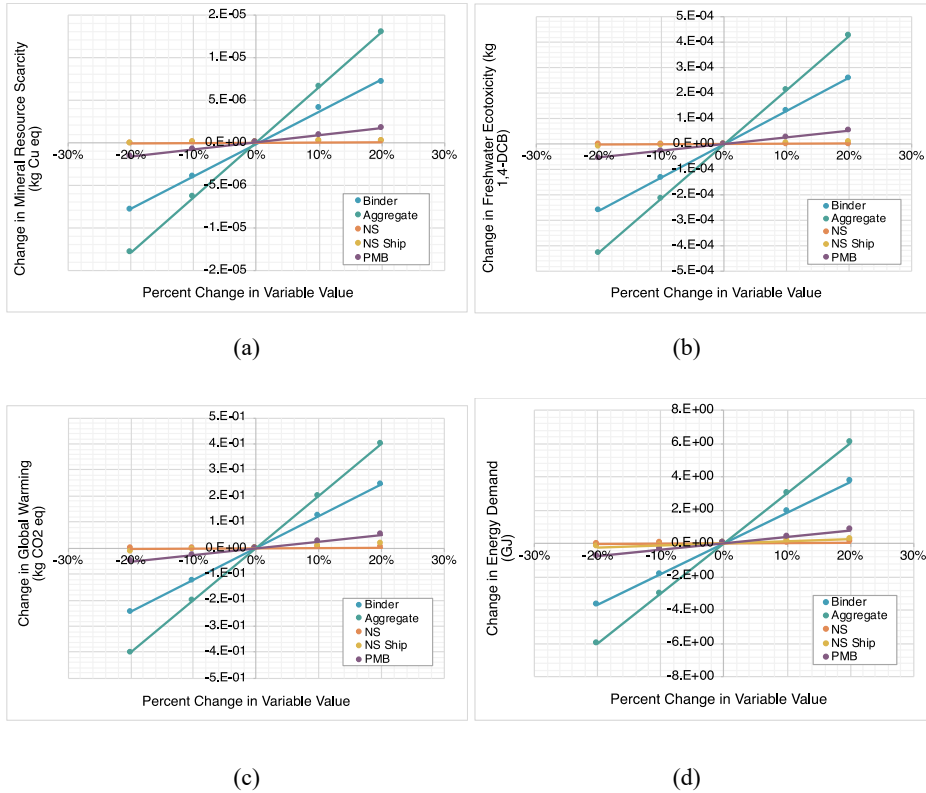 2.E-05
1.E-05
5.E-06
0.E+00
-30%
-20%
-10%
0%
10%
20%
30%
-5.E-06
-1.E-05
-2.E-05
Change in Mineral Resource Scarcity
(kg Cu eq)
Binder
Aggregate
NS
NS Ship
PMB
Percent Change in Variable Value
(a)
5.E-04
4.E-04
3.E-04
2.E-04
1.E-04
0.E+00
-30%
-20%
-10%
0%
10%
20%
30%
-1.E-04
-2.E-04
-3.E-04
-4.E-04
-5.E-04
Change in Freshwater Ecotoxicity (kg
1,4-DCB)
Binder
Aggregate
NS
NS Ship
PMB
Percent Change in Variable Value
(b)
5.E-01
4.E-01
3.E-01
2.E-01
1.E-01
0.E+00
-30%
-20%
-10%
0%
10%
20%
30%
-1.E-01
-2.E-01
-3.E-01
-4.E-01
-5.E-01
Change in Global Warming
(kg CO2 eq)
Binder
Aggregate
NS
NS Ship
PMB
Percent Change in Variable Value
(c)
8.E+00
6.E+00
4.E+00
2.E+00
0.E+00
-30%
-20%
-10%
0%
10%
20%
30%
-2.E+00
-4.E+00
-6.E+00
-8.E+00
Change in Energy Demand
(GJ)
Binder
Aggregate
NS
NS Ship
PMB
Percent Change in Variable Value
(d)